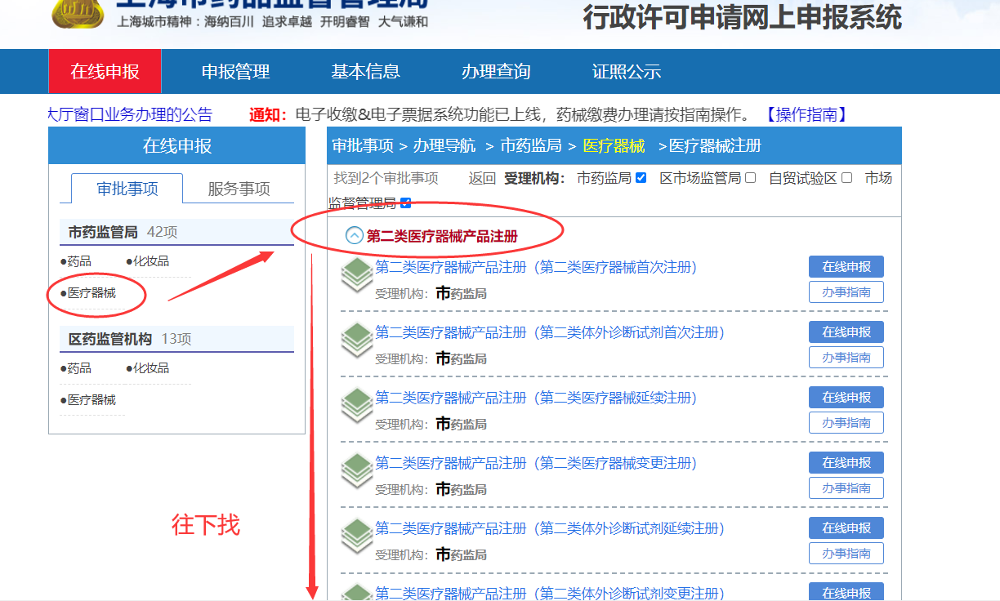 上海市药品监督管理局
上海城市精神：海纳百川 追求卓越 开明睿智 大气谦和
行政许可申请网上申报系统
在线申报 申报管理 基本信息 办理查询 证照公示
大厅窗口业务办理的公告 通知：电子收缴&电子票据系统功能已上线，药械缴费办理请按指南操作。【操作指南】
在线申报
审批事项 服务事项
市药监管局 42项
●药品 ●化妆品
●医疗器械
区药监管机构 13项
●药品 ●化妆品
●医疗器械
往下找
审批事项 > 办理导航 > 市药监局 > 医疗器械 >医疗器械注册
找到2个审批事项 返回 受理机构： 市药监局 区市场监管局 自贸试验区 市场
监督管理局
第二类医疗器械产品注册
第二类医疗器械产品注册（第二类医疗器械首次注册） 在线申报
受理机构：市药监局 办事指南
第二类医疗器械产品注册（第二类体外诊断试剂首次注册） 在线申报
受理机构：市药监局 办事指南
第二类医疗器械产品注册（第二类医疗器械延续注册） 在线申报
受理机构：市药监局 办事指南
第二类医疗器械产品注册（第二类医疗器械变更注册） 在线申报
受理机构：市药监局 办事指南
第二类医疗器械产品注册（第二类体外诊断试剂延续注册） 在线申报
受理机构：市药监局 办事指南
第二类医疗器械产品注册（第二类体外诊断试剂变更注册） 在线申报